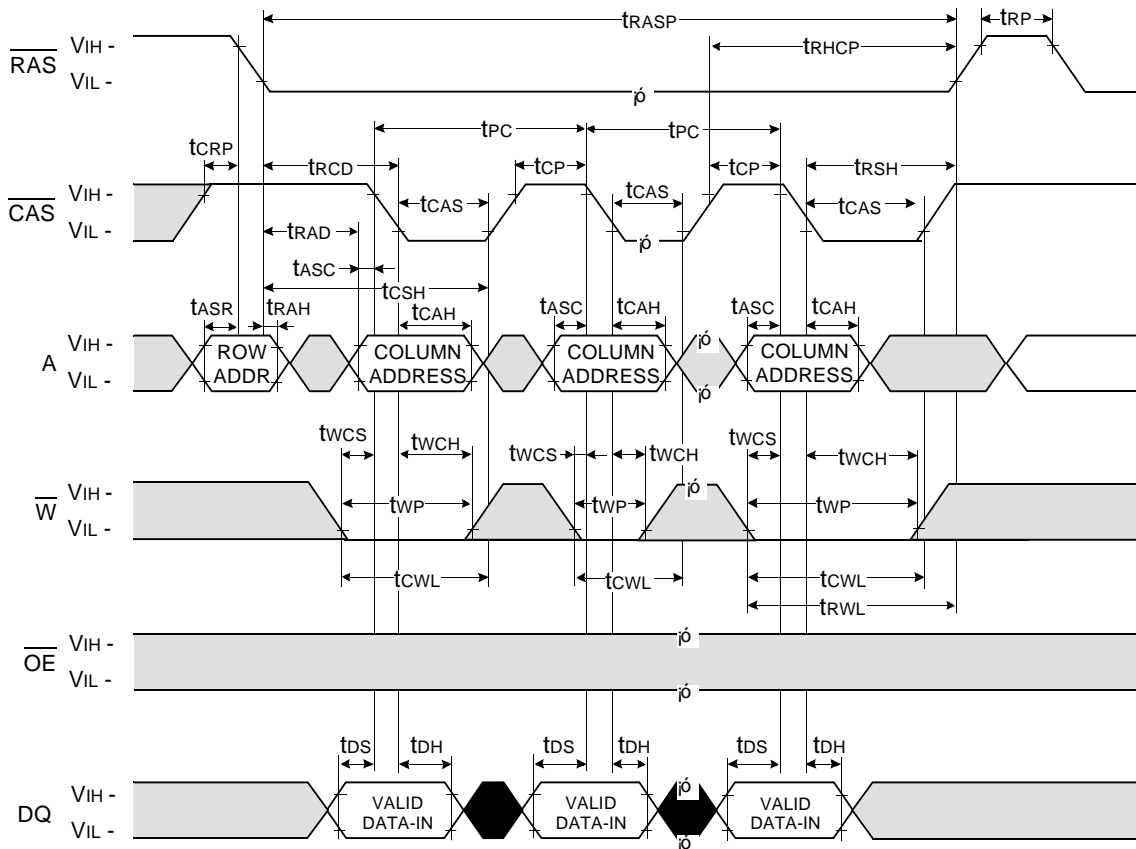 tRASP
tRP
tRHCP
RAS
VIH -
VIL -
¡ó
tPC
tPC
tCRP
tRCD
tCP
tCP
tRSH
CAS
VIH -
VIL -
tCAS
tCAS
tCAS
¡ó
tRAD
tASC
tCSH
tASR
tRAH
tCAH
tASC
tCAH
tASC
tCAH
A
VIH -
VIL -
ROW
ADDR
COLUMN
ADDRESS
COLUMN
ADDRESS
¡ó
¡ó
COLUMN
ADDRESS
tWCS
tWCH
tWCS
tWCH
tWCS
tWCH
W
VIH -
VIL -
tWP
tWP
¡ó
tWP
tCWL
tCWL
tCWL
tRWL
OE
VIH -
VIL -
¡ó
¡ó
tDS
tDH
tDS
tDH
tDS
tDH
DQ
VIH -
VIL -
VALID
DATA-IN
VALID
DATA-IN
¡ó
¡ó
VALID
DATA-IN